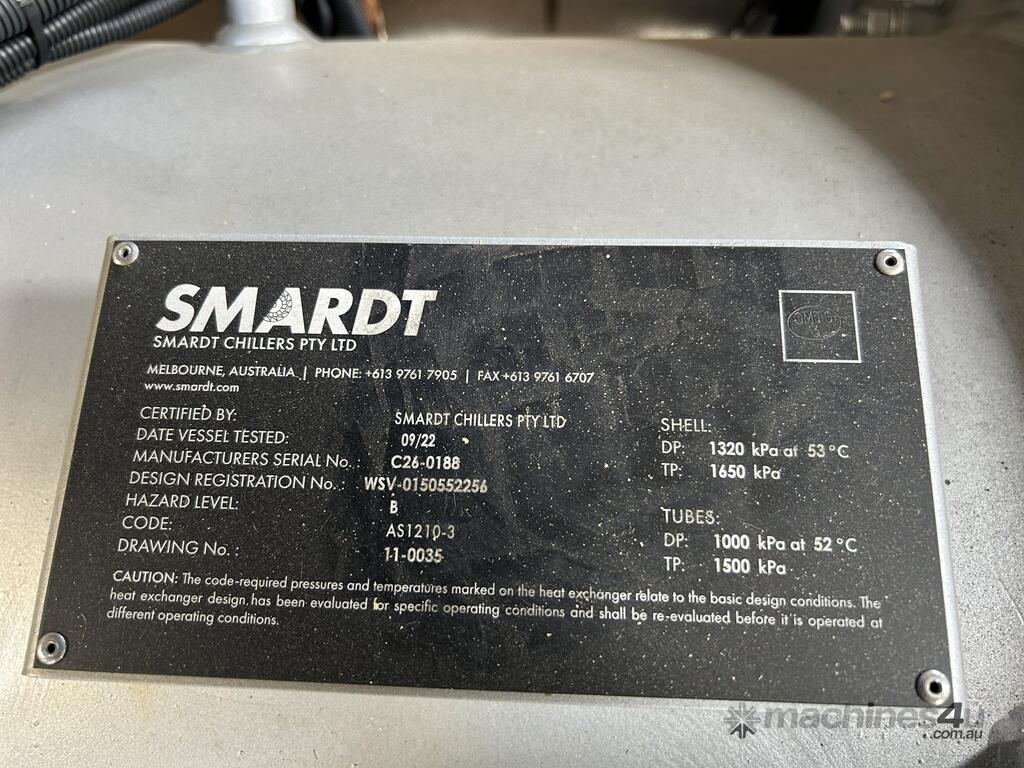 SMARDT
SMARDT CHILLERS PTY LTD
MELBOURNE, AUSTRALIA | PHONE: +613 9761 7905 | FAX +613 9761 6707
www.smardt.com
CERTIFIED BY: SMARDT CHILLERS PTY LTD
DATE VESSEL TESTED: 09/22
MANUFACTURERS SERIAL No.: C26-0188
DESIGN REGISTRATION No.: WSV-0150552256
HAZARD LEVEL: B
CODE: AS1210-3
DRAWING No.: 11-0035
SHELL:
DP: 1320 kPa at 53 °C
TP: 1650 kPa
TUBES:
DP: 1000 kPa at 52 °C
TP: 1500 kPa
CAUTION: The code-required pressures and temperatures marked on the heat exchanger relate to the basic design conditions. The
heat exchanger design has been evaluated for specific operating conditions and shall be re-evaluated before it is operated at
different operating conditions.
machines4u
.com.au